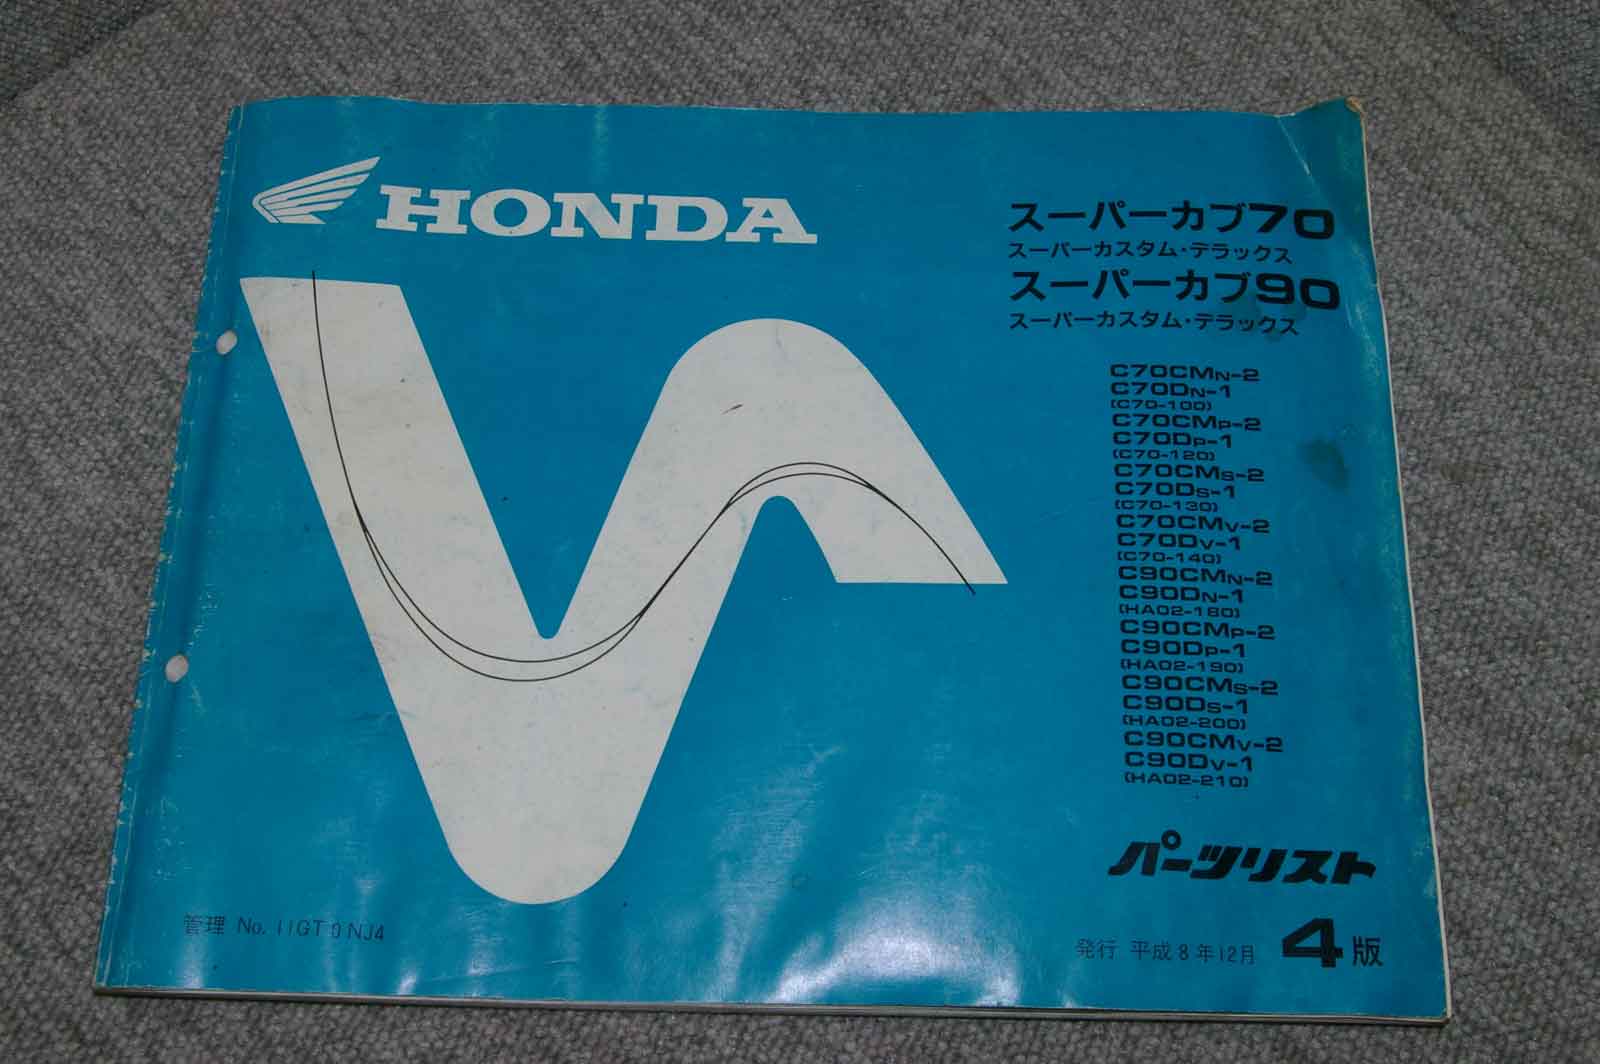 HONDA
スーパーカブ70
スーパーカスタム・デラックス
スーパーカブ90
スーパーカスタム・デラックス
C70CMN-2
C70DN-1
(C70-100)
C70CMP-2
C70DP-1
(C70-120)
C70CMS-2
C70DS-1
(C70-130)
C70CMV-2
C70DV-1
(C70-140)
C90CMN-2
C90DN-1
(HA02-180)
C90CMP-2
C90DP-1
(HA02-190)
C90CMS-2
C90DS-1
(HA02-200)
C90CMV-2
C90DV-1
(HA02-210)
パーツリスト
管理 No. 11GT0NJ4
発行 平成8年12月 4版